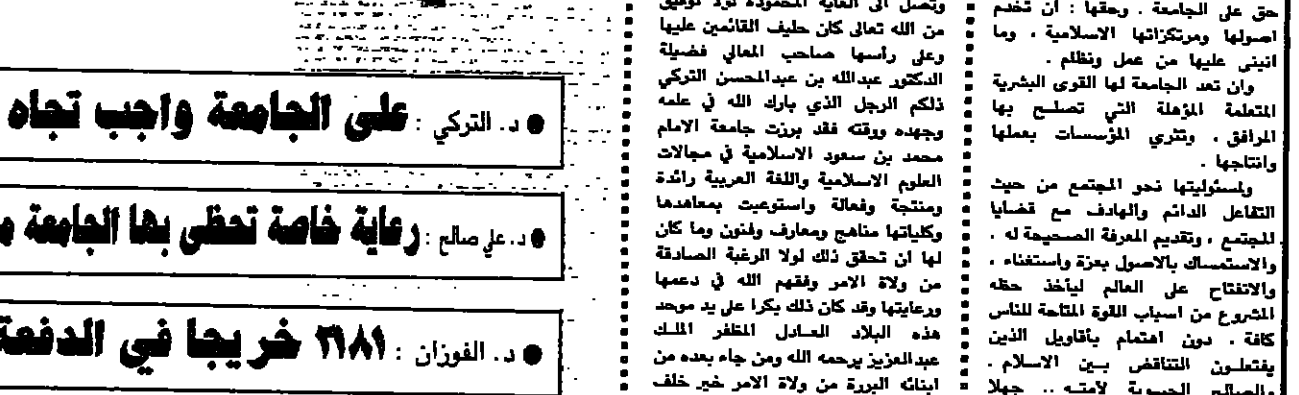 حق على الجامعة . وحقها : ان تخدم
اصولها ومرتكزاتها الاسلامية ، وما
انبنى عليها من عمل ونظام .
وان تعد الجامعة لها القوى البشرية
المتعلمة المؤهلة التي تصلح بها
المرافق ، وتثري المؤسسات بعملها
وانتاجها .
ولمسئوليتها نحو المجتمع من حيث
التفاعل الدائم والهادف مع قضايا
المجتمع ، وتقديم المعرفة الصحيحة له .
والاستمساك بالاصول بعزة واستغناء .
والانفتاح على العالم ليأخذ حظه
المشروع من اسباب القوة المتاحة للناس
كافة . دون اهتمام بأقاويل الذين
يفتعلون التناقض بين الاسلام .
والصالح الحيوية لأمته .. جهلا
وتصل الى الغاية المحمودة لولا توفيق
من الله تعالى كان حليف القائمين عليها
وعلى رأسها صاحب المعالي فضيلة
الدكتور عبدالله بن عبدالمحسن التركي
ذلكم الرجل الذي بارك الله في علمه
وجهده ووقته فقد برزت جامعة الامام
محمد بن سعود الاسلامية في مجالات
العلوم الاسلامية واللغة العربية رائدة
ومنتجة وفعالة واستوعبت بمعاهدها
وكلياتها مناهج ومعارف وفنون وما كان
لها ان تحقق ذلك لولا الرغبة الصادقة
من ولاة الامر وفقهم الله في دعمها
ورعايتها وقد كان ذلك بكرا على يد موحد
هذه البلاد العادل المظفر الملك
عبدالعزيز يرحمه الله ومن جاء بعده من
ابنائه البررة من ولاة الامر خير خلف
● د. التركي : على الجامعة واجب تجاه
● د. علي صالح : رعاية خاصة تحظى بها الجامعة
● د. الفوزان : ٣١٨٩ خريجا في الدفعة